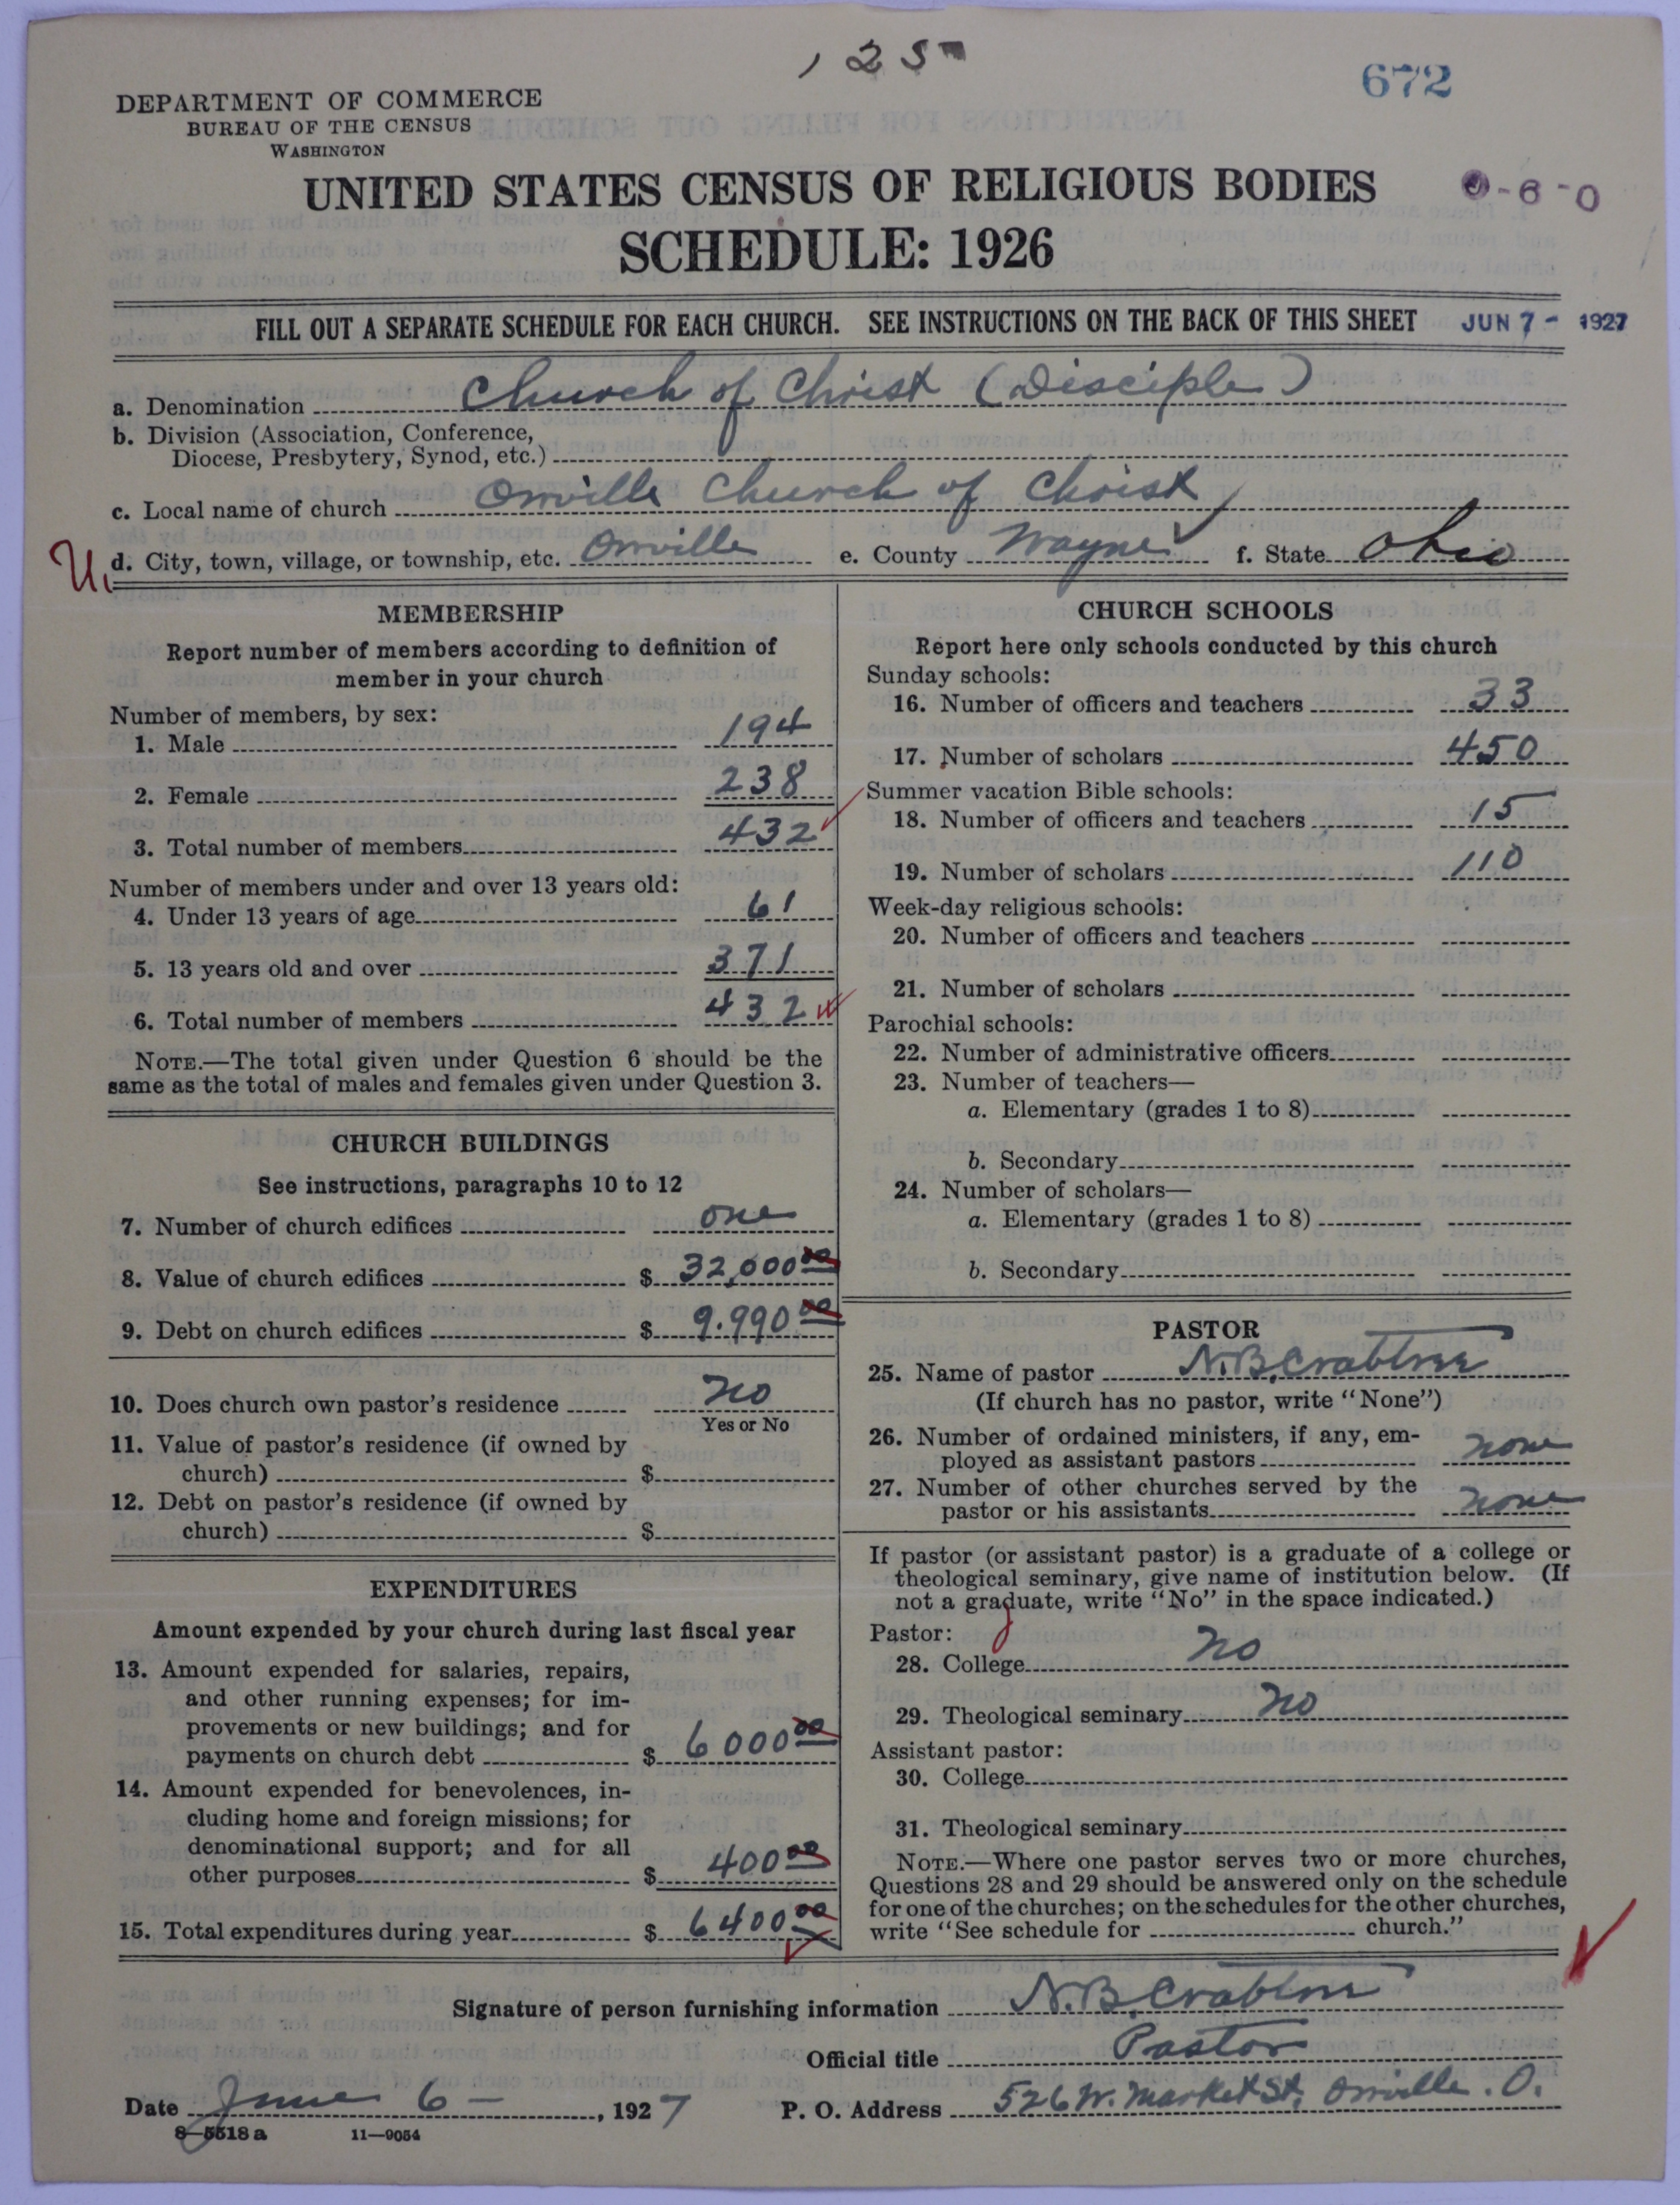 125
672
DEPARTMENT OF COMMERCE
BUREAU OF THE CENSUS
WASHINGTON
UNITED STATES CENSUS OF RELIGIOUS BODIES
-6-0
SCHEDULE: 1926
FILL OUT A SEPARATE SCHEDULE FOR EACH CHURCH. SEE INSTRUCTIONS ON THE BACK OF THIS SHEET JUN 7- 1927
a. Denomination Church of Christ (Disciple)
b. Division (Association, Conference,
Diocese, Presbytery, Synod, etc.)
c. Local name of church Orrville Church of Christ
U. d. City, town, village, or township, etc. Orrville e. County Wayne f. State Ohio
MEMBERSHIP
Report number of members according to definition of
member in your church
Number of members, by sex:
1. Male 194
2. Female 238
3. Total number of members 432
Number of members under and over 13 years old:
4. Under 13 years of age 61
5. 13 years old and over 371
6. Total number of members 432
NOTE.—The total given under Question 6 should be the
same as the total of males and females given under Question 3.
CHURCH BUILDINGS
See instructions, paragraphs 10 to 12
7. Number of church edifices one
8. Value of church edifices $ 32,000 00
9. Debt on church edifices $ 9.990 00
10. Does church own pastor's residence no
Yes or No
11. Value of pastor's residence (if owned by
church) $
12. Debt on pastor's residence (if owned by
church) $
EXPENDITURES
Amount expended by your church during last fiscal year
13. Amount expended for salaries, repairs,
and other running expenses; for im-
provements or new buildings; and for
payments on church debt $ 6000 00
14. Amount expended for benevolences, in-
cluding home and foreign missions; for
denominational support; and for all
other purposes $ 400 00
15. Total expenditures during year $ 6400 00
CHURCH SCHOOLS
Report here only schools conducted by this church
Sunday schools:
16. Number of officers and teachers 33
17. Number of scholars 450
Summer vacation Bible schools:
18. Number of officers and teachers 15
19. Number of scholars 110
Week-day religious schools:
20. Number of officers and teachers
21. Number of scholars
Parochial schools:
22. Number of administrative officers
23. Number of teachers—
a. Elementary (grades 1 to 8)
b. Secondary
24. Number of scholars—
a. Elementary (grades 1 to 8)
b. Secondary
PASTOR
25. Name of pastor N.B. Crabtree
(If church has no pastor, write "None")
26. Number of ordained ministers, if any, em-
ployed as assistant pastors none
27. Number of other churches served by the
pastor or his assistants none
If pastor (or assistant pastor) is a graduate of a college or
theological seminary, give name of institution below. (If
not a graduate, write "No" in the space indicated.)
Pastor:
28. College no
29. Theological seminary no
Assistant pastor:
30. College
31. Theological seminary
NOTE.—Where one pastor serves two or more churches,
Questions 28 and 29 should be answered only on the schedule
for one of the churches; on the schedules for the other churches,
write "See schedule for church."
Signature of person furnishing information N.B. Crabtree
Official title Pastor
Date June 6 - , 1927 P. O. Address 526 W. Market St. Orrville . O.
8-5518a 11-9054